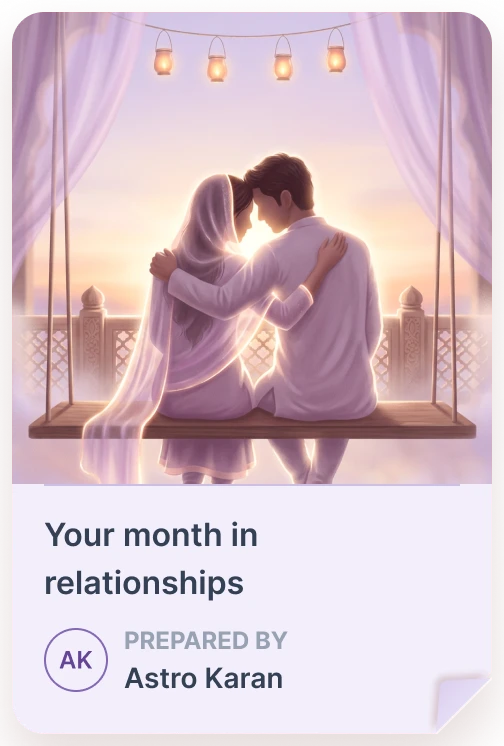 Your month in
relationships
AK
PREPARED BY
Astro Karan